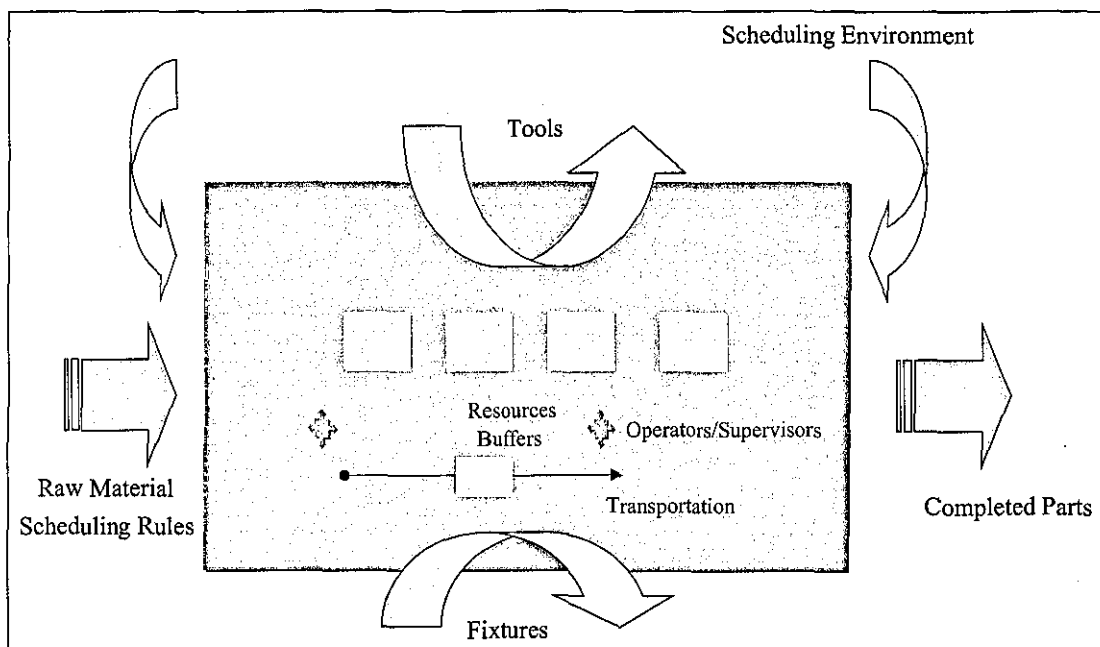 Scheduling Environment
Tools
Resources
Buffers
Operators/Supervisors
Transportation
Raw Material
Scheduling Rules
Completed Parts
Fixtures